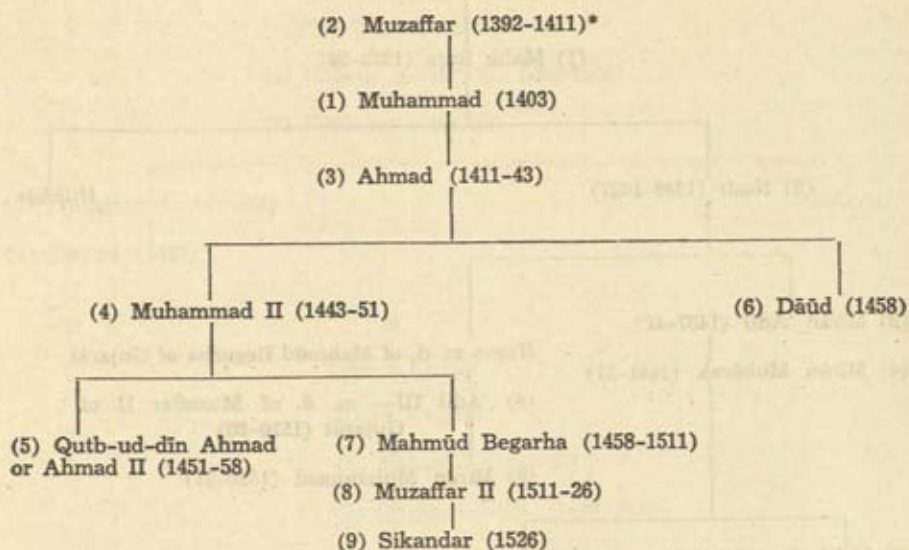 (2) Muzaffar (1392-1411)*
(1) Muhammad (1403)
(3) Ahmad (1411-43)
(4) Muhammad II (1443-51)
(6) Dāūd (1458)
(5) Qutb-ud-dīn Ahmad
or Ahmad II (1451-58)
(7) Mahmūd Begarha (1458-1511)
(8) Muzaffar II (1511-26)
(9) Sikandar (1526)